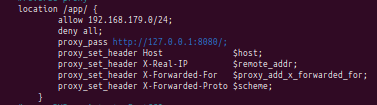 location /app/ {
allow 192.168.179.0/24;
deny all;
proxy_pass http://127.0.0.1:8080/;
proxy_set_header Host $host;
proxy_set_header X-Real-IP $remote_addr;
proxy_set_header X-Forwarded-For $proxy_add_x_forwarded_for;
proxy_set_header X-Forwarded-Proto $scheme;
}